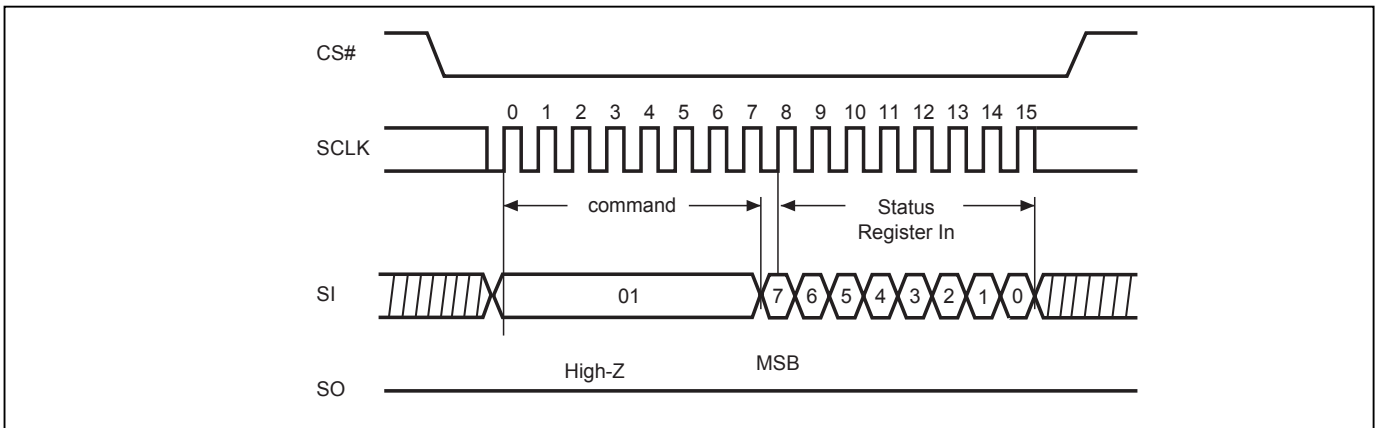 CS#
0 1 2 3 4 5 6 7 8 9 10 11 12 13 14 15
SCLK
command
Status
Register In
SI
01
7 6 5 4 3 2 1 0
High-Z
MSB
SO